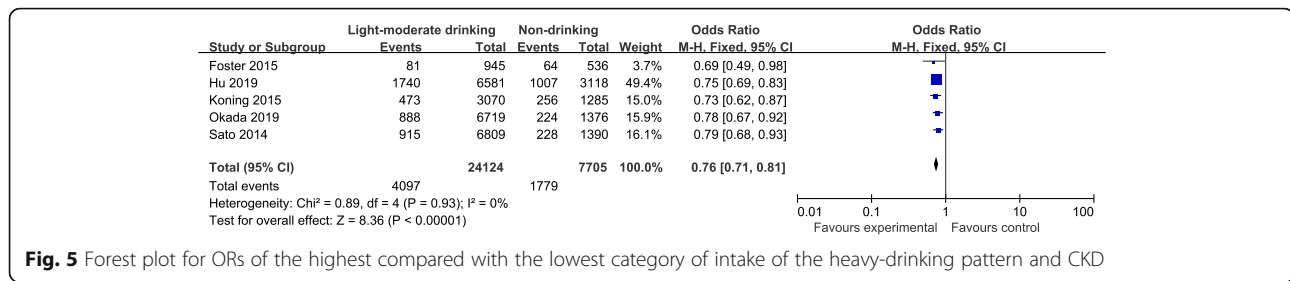 Light-moderate drinking Non-drinking Odds Ratio Odds Ratio
Study or Subgroup Events Total Events Total Weight M-H. Fixed, 95% CI M-H. Fixed, 95% CI
Foster 2015 81 945 64 536 3.7% 0.69 [0.49, 0.98]
Hu 2019 1740 6581 1007 3118 49.4% 0.75 [0.69, 0.83]
Koning 2015 473 3070 256 1285 15.0% 0.73 [0.62, 0.87]
Okada 2019 888 6719 224 1376 15.9% 0.78 [0.67, 0.92]
Sato 2014 915 6809 228 1390 16.1% 0.79 [0.68, 0.93]
Total (95% CI) 24124 7705 100.0% 0.76 [0.71, 0.81]
Total events 4097 1779
Heterogeneity: Chi² = 0.89, df = 4 (P = 0.93); I² = 0%
Test for overall effect: Z = 8.36 (P < 0.00001)
0.01 0.1 1 10 100
Favours experimental Favours control
Fig. 5 Forest plot for ORs of the highest compared with the lowest category of intake of the heavy-drinking pattern and CKD